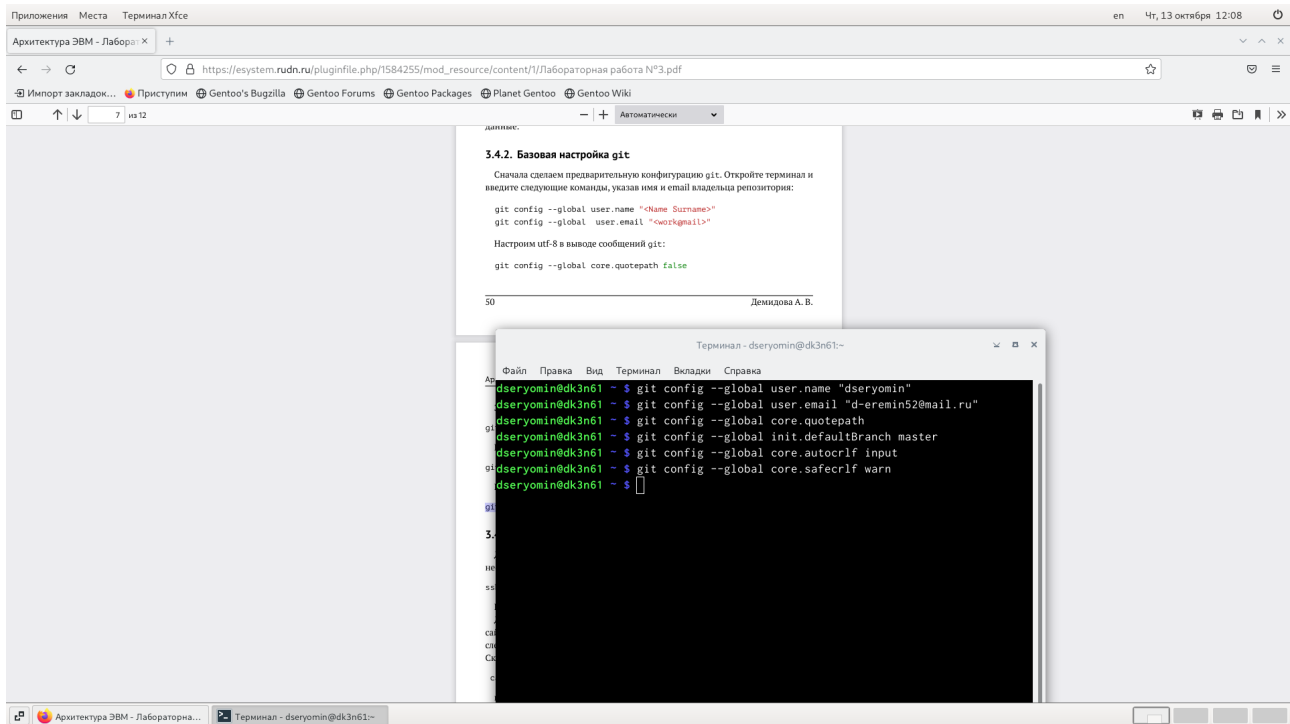 Приложения Места Терминал Xfce en Чт, 13 октября 12:08
Архитектура ЭВМ - Лаборат
https://esystem.rudn.ru/pluginfile.php/1584255/mod_resource/content/1/Лабораторная работа №3.pdf
Импорт закладок... Приступим Gentoo's Bugzilla Gentoo Forums Gentoo Packages Planet Gentoo Gentoo Wiki
7 из 12 Автоматически
данные.
3.4.2. Базовая настройка git
Сначала сделаем предварительную конфигурацию git. Откройте терминал и
введите следующие команды, указав имя и email владельца репозитория:
git config --global user.name "<Name Surname>"
git config --global user.email "<work@mail>"
Настроим utf-8 в выводе сообщений git:
git config --global core.quotepath false
50 Демидова А. В.
Терминал - dseryomin@dk3n61:~
Файл Правка Вид Терминал Вкладки Справка
dseryomin@dk3n61 ~ $ git config --global user.name "dseryomin"
dseryomin@dk3n61 ~ $ git config --global user.email "d-eremin52@mail.ru"
dseryomin@dk3n61 ~ $ git config --global core.quotepath
dseryomin@dk3n61 ~ $ git config --global init.defaultBranch master
dseryomin@dk3n61 ~ $ git config --global core.autocrlf input
dseryomin@dk3n61 ~ $ git config --global core.safecrlf warn
dseryomin@dk3n61 ~ $
Архитектура ЭВМ - Лабораторна... Терминал - dseryomin@dk3n61:~